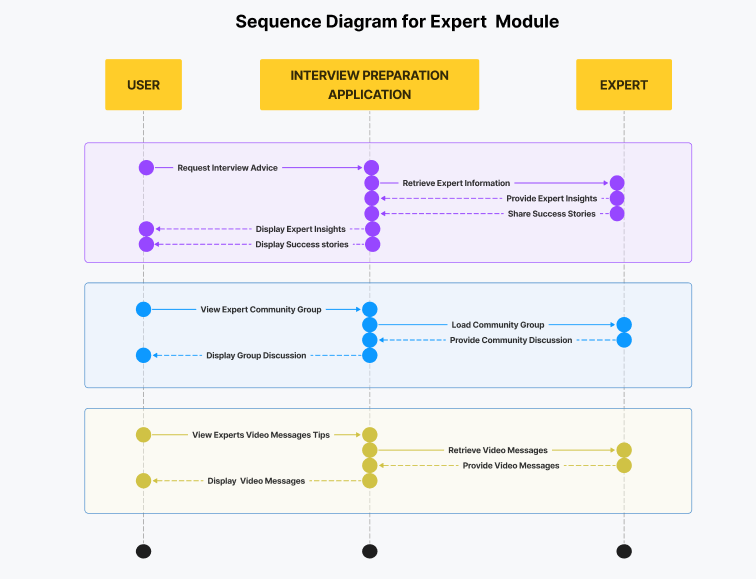 Sequence Diagram for Expert  Module
USER
INTERVIEW PREPARATION
APPLICATION
EXPERT
Request Interview Advice
Retrieve Expert Information
Provide Expert Insights
Share Success Stories
Display Expert Insights
Display Success stories
View Expert Community Group
Load Community Group
Provide Community Discussion
Display Group Discussion
View Experts Video Messages Tips
Retrieve Video Messages
Provide Video Messages
Display  Video Messages